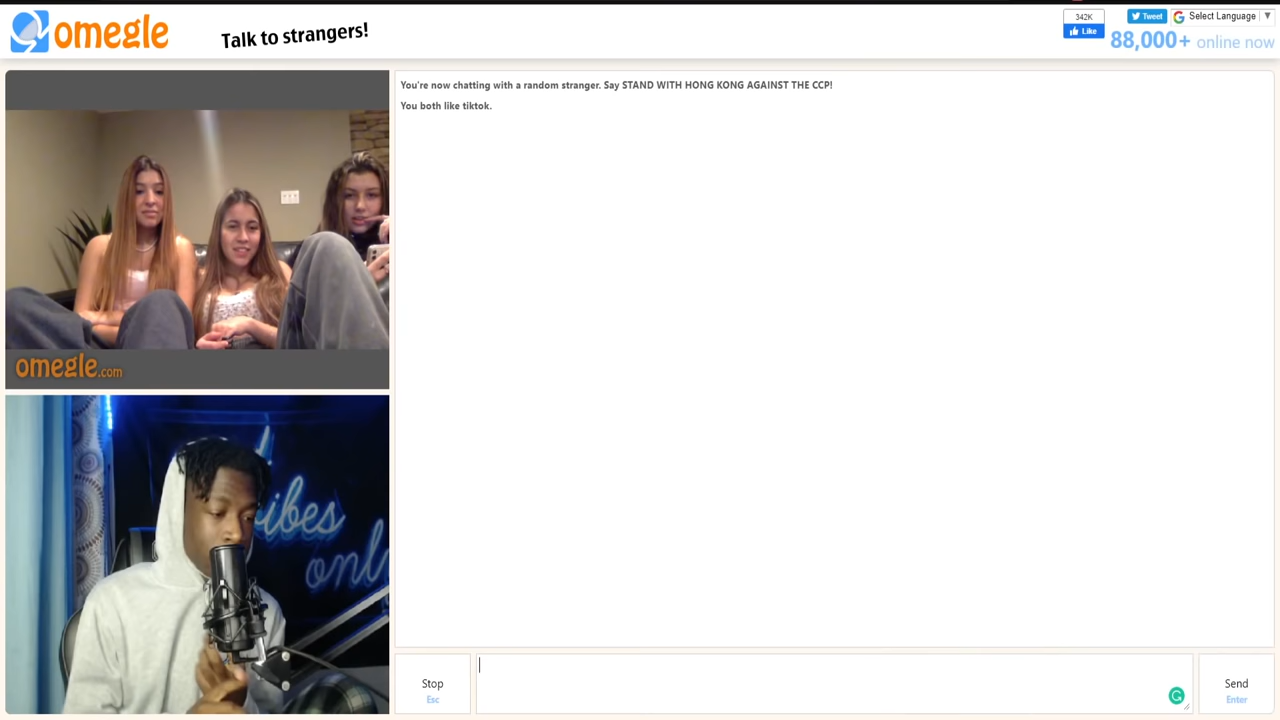 omegle
Talk to strangers!
342K
Like
Tweet
Select Language
88,000+ online now
You're now chatting with a random stranger. Say STAND WITH HONG KONG AGAINST THE CCP!
You both like tiktok.
omegle.com
ibes
onl
Stop
Esc
Send
Enter